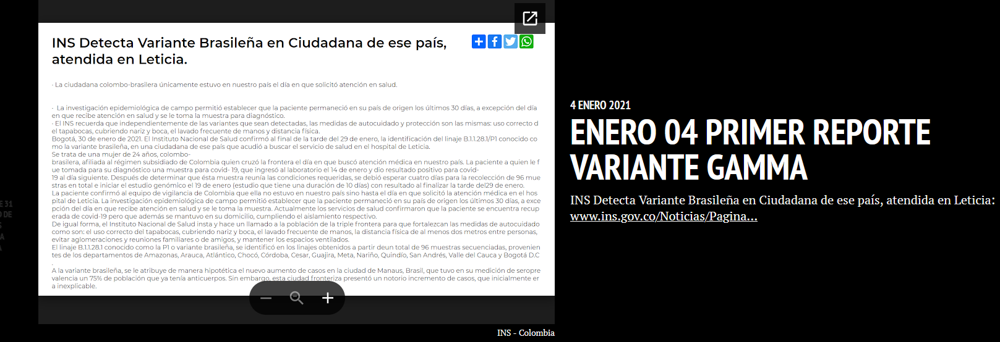 INS Detecta Variante Brasileña en Ciudadana de ese país,
atendida en Leticia.
· La ciudadana colombo-brasilera únicamente estuvo en nuestro país el día en que solicitó atención en salud.
· La investigación epidemiológica de campo permitió establecer que la paciente permaneció en su país de origen los últimos 30 días, a excepción del día
en que recibe atención en salud y se le toma la muestra para diagnóstico.
· El INS recuerda que independientemente de las variantes que sean detectadas, las medidas de autocuidado y protección son las mismas: uso correcto d
el tapabocas, cubriendo nariz y boca, el lavado frecuente de manos y distancia física.
Bogotá, 30 de enero de 2021. El Instituto Nacional de Salud confirmó al final de la tarde del 29 de enero, la identificación del linaje B.1.1.28.1/P1 conocido co
mo la variante brasileña, en una ciudadana de ese país que acudió a buscar el servicio de salud en el hospital de Leticia.
Se trata de una mujer de 24 años, colombo-
brasilera, afiliada al régimen subsidiado de Colombia quien cruzó la frontera el día en que buscó atención médica en nuestro país. La paciente a quien le f
ue tomada para su diagnóstico una muestra para covid- 19, que ingresó al laboratorio el 14 de enero y dio resultado positivo para covid-
19 al día siguiente. Después de determinar que ésta muestra reunía las condiciones requeridas, se debió esperar cuatro días para la recolección de 96 mue
stras en total e iniciar el estudio genómico el 19 de enero (estudio que tiene una duración de 10 días) con resultado al finalizar la tarde del29 de enero.
La paciente confirmó al equipo de vigilancia de Colombia que ella no estuvo en nuestro país sino hasta el día en que solicitó la atención médica en el hos
pital de Leticia. La investigación epidemiológica de campo permitió establecer que la paciente permaneció en su país de origen los últimos 30 días, a exce
pción del día en que recibe atención en salud y se le toma la muestra. Actualmente los servicios de salud confirmaron que la paciente se encuentra recup
erada de covid-19 pero que además se mantuvo en su domicilio, cumpliendo el aislamiento respectivo.
De igual forma, el Instituto Nacional de Salud insta y hace un llamado a la población de la triple frontera para que fortalezcan las medidas de autocuidado
como son: el uso correcto del tapabocas, cubriendo nariz y boca, el lavado frecuente de manos, la distancia física de al menos dos metros entre personas,
evitar aglomeraciones y reuniones familiares o de amigos, y mantener los espacios ventilados.
El linaje B.1.1.28.1 conocido como la P1 o variante brasileña, se identificó en los linajes obtenidos a partir deun total de 96 muestras secuenciadas, provenien
tes de los departamentos de Amazonas, Arauca, Atlántico, Chocó, Córdoba, Cesar, Guajira, Meta, Nariño, Quindío, San Andrés, Valle del Cauca y Bogotá D.C
.
A la variante brasileña, se le atribuye de manera hipotética el nuevo aumento de casos en la ciudad de Manaus, Brasil, que tuvo en su medición de seropre
valencia un 75% de población que ya tenía anticuerpos. Sin embargo, esta ciudad fronteriza presentó un notorio incremento de casos, que inicialmente er
a inexplicable.
INS - Colombia
4 ENERO 2021
ENERO 04 PRIMER REPORTE
VARIANTE GAMMA
INS Detecta Variante Brasileña en Ciudadana de ese país, atendida en Leticia:
www.ins.gov.co/Noticias/Pagina...